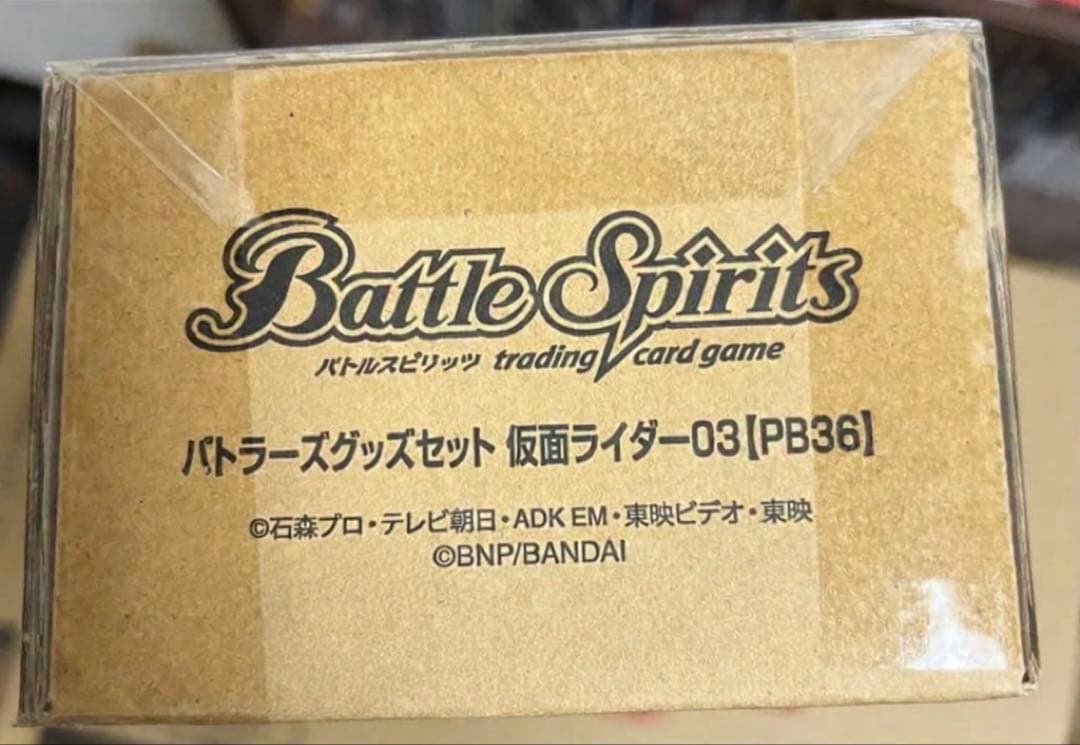 Battle Spirits
バトルスピリッツ trading card game
バトラーズグッズセット 仮面ライダー03【PB36】
©石森プロ・テレビ朝日・ADK EM・東映ビデオ・東映
©BNP/BANDAI